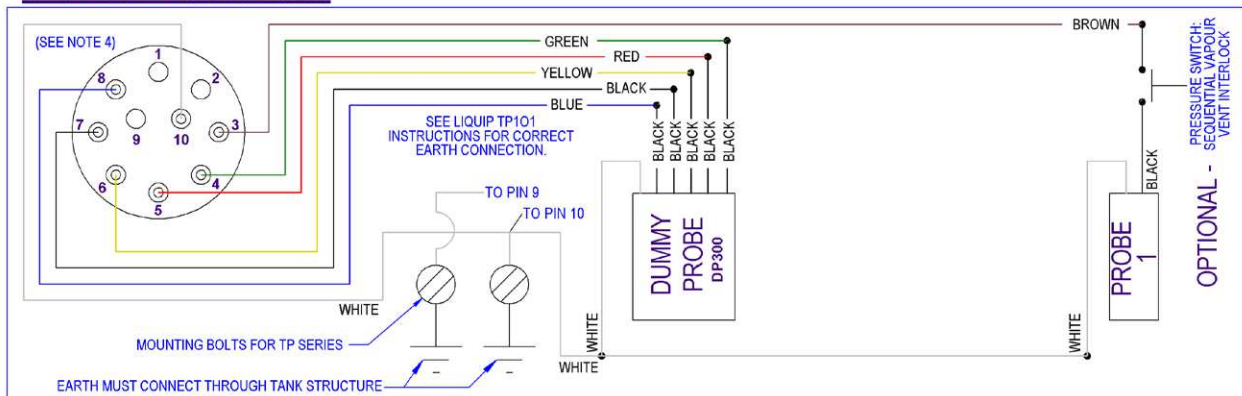 BROWN
(SEE NOTE 4)
GREEN
RED
YELLOW
BLACK
BLUE
1
2
3
4
5
6
7
8
9
10
SEE LIQUIP TP101
INSTRUCTIONS FOR CORRECT
EARTH CONNECTION.
BLACK
BLACK
BLACK
BLACK
BLACK
TO PIN 9
TO PIN 10
DUMMY
PROBE
DP300
WHITE
MOUNTING BOLTS FOR TP SERIES
EARTH MUST CONNECT THROUGH TANK STRUCTURE
WHITE
WHITE
WHITE
BLACK
PROBE
1
OPTIONAL -
PRESSURE SWITCH:
SEQUENTIAL VAPOUR
VENT INTERLOCK